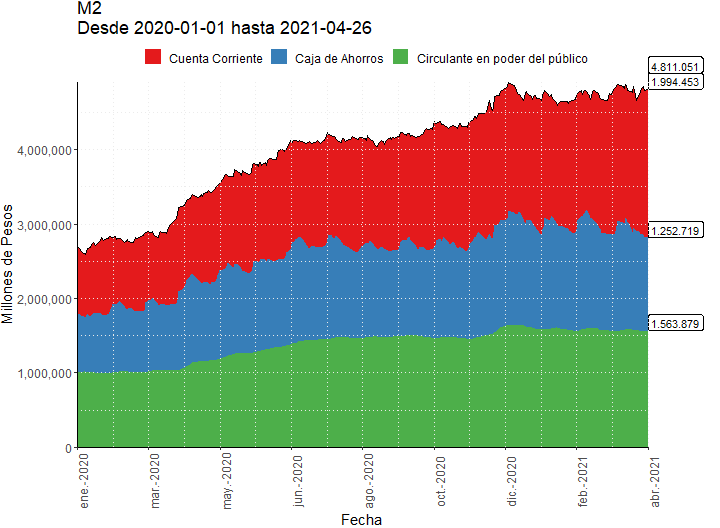 M2
Desde 2020-01-01 hasta 2021-04-26
Cuenta Corriente Caja de Ahorros Circulante en poder del público
4.811.051
1.994.453
4,000,000
3,000,000
1.252.719
2,000,000
1.563.879
1,000,000
0
Millones de Pesos
ene.-2020 mar.-2020 may.-2020 jun.-2020 ago.-2020 oct.-2020 dic.-2020 feb.-2021 abr.-2021
Fecha